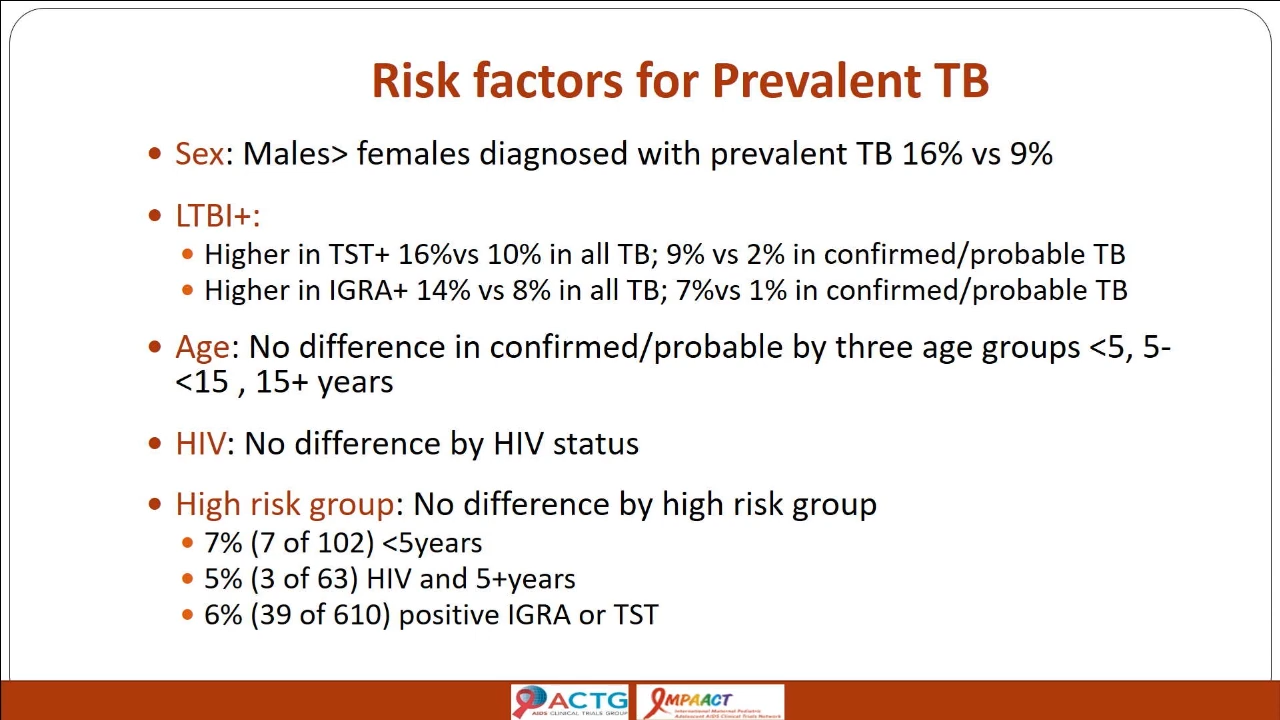 Risk factors for Prevalent TB
• Sex: Males> females diagnosed with prevalent TB 16% vs 9%
• LTBI+:
• Higher in TST+ 16%vs 10% in all TB; 9% vs 2% in confirmed/probable TB
• Higher in IGRA+ 14% vs 8% in all TB; 7%vs 1% in confirmed/probable TB
• Age: No difference in confirmed/probable by three age groups <5, 5-
<15 , 15+ years
• HIV: No difference by HIV status
• High risk group: No difference by high risk group
• 7% (7 of 102) <5years
• 5% (3 of 63) HIV and 5+years
• 6% (39 of 610) positive IGRA or TST
ACTG
AIDS CLINICAL TRIALS GROUP
IMPAACT
International Maternal Pediatric
Adolescent AIDS Clinical Trials Network